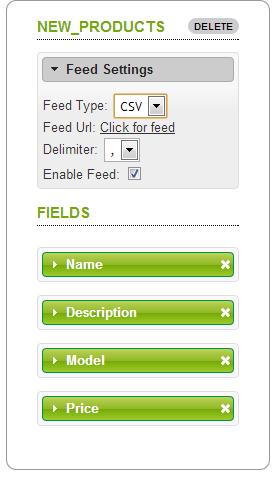 NEW_PRODUCTS DELETE
Feed Settings
Feed Type: CSV
Feed Url: Click for feed
Delimiter: ,
Enable Feed:
FIELDS
Name
Description
Model
Price